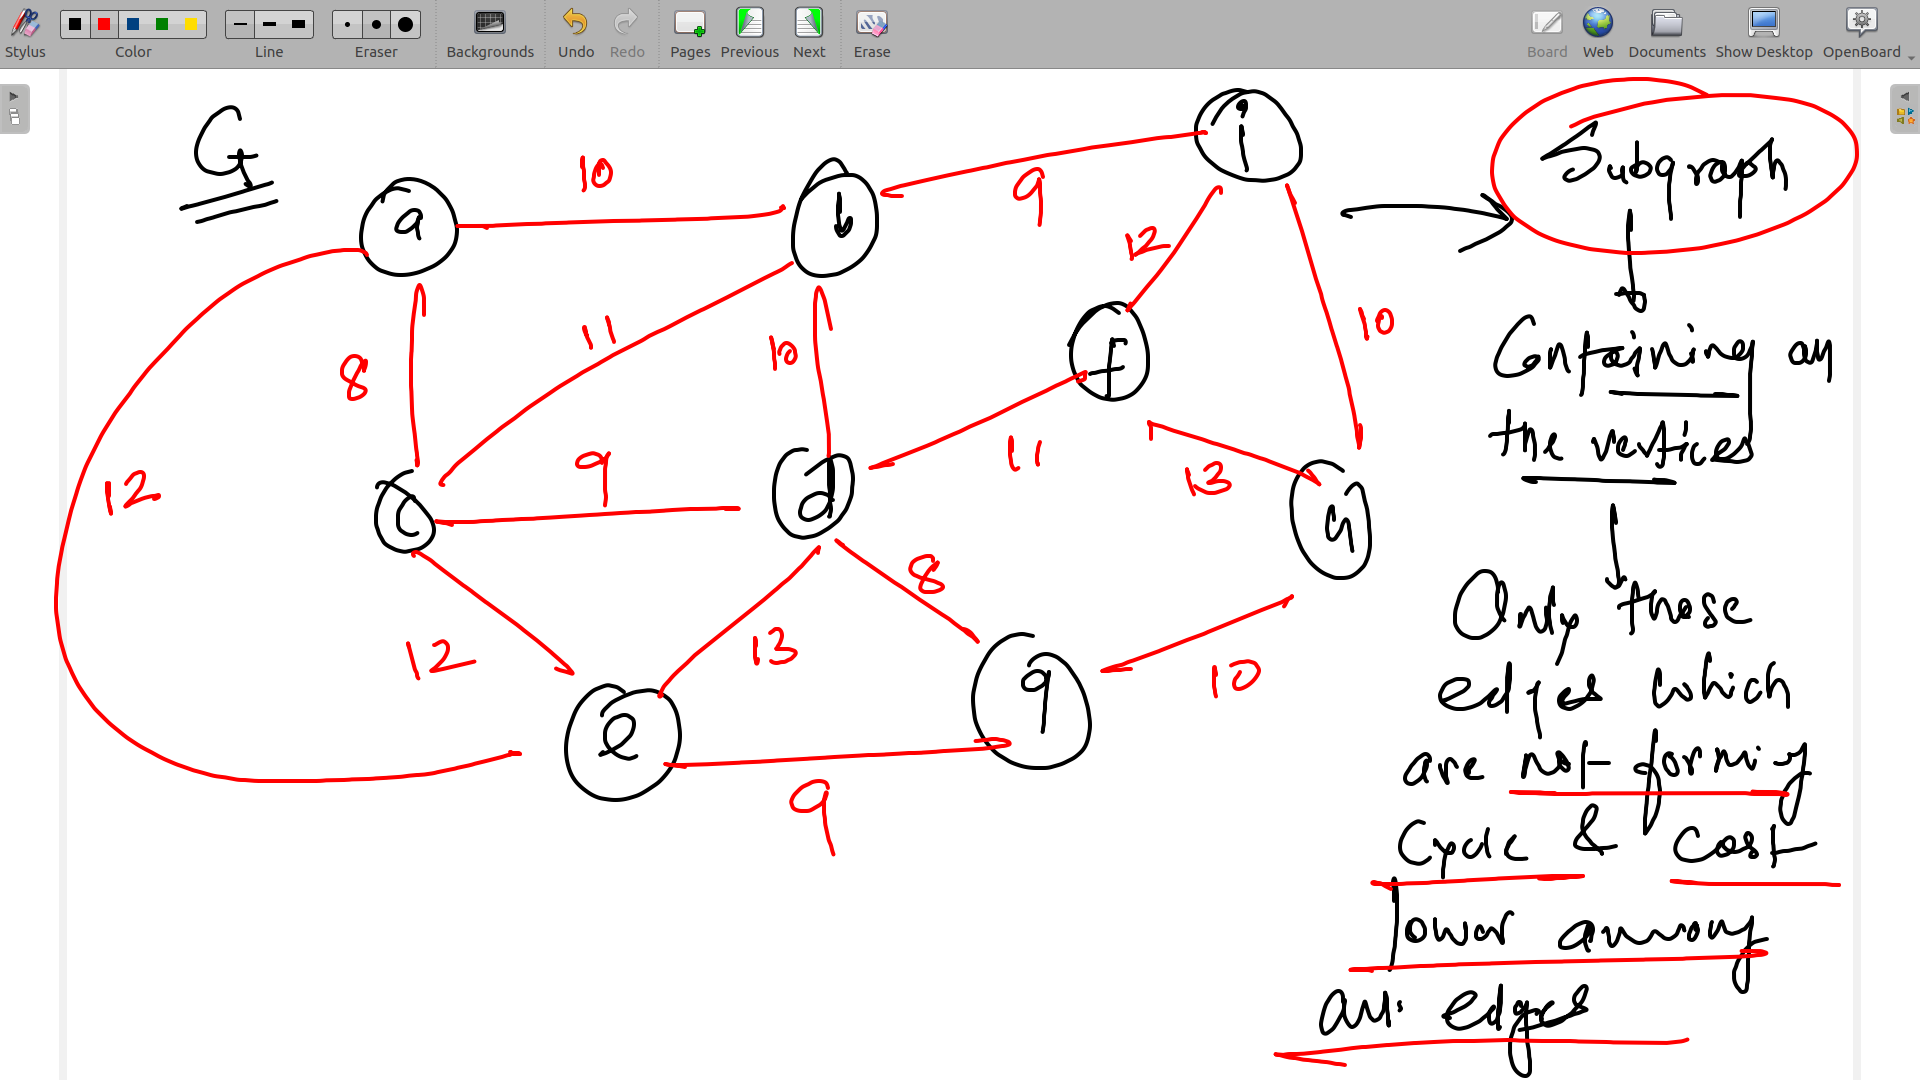 Stylus
Color
Line
Eraser
Backgrounds
Undo
Redo
Pages
Previous
Next
Erase
Board
Web
Documents
Show Desktop
OpenBoard
G
a
10
b
9
i
12
10
8
11
10
f
11
13
12
c
9
d
h
8
12
13
g
10
e
9
Subgraph
Containing all
the vertices
Only those
edges which
are not forming
Cycle & cost
lower among
all edges